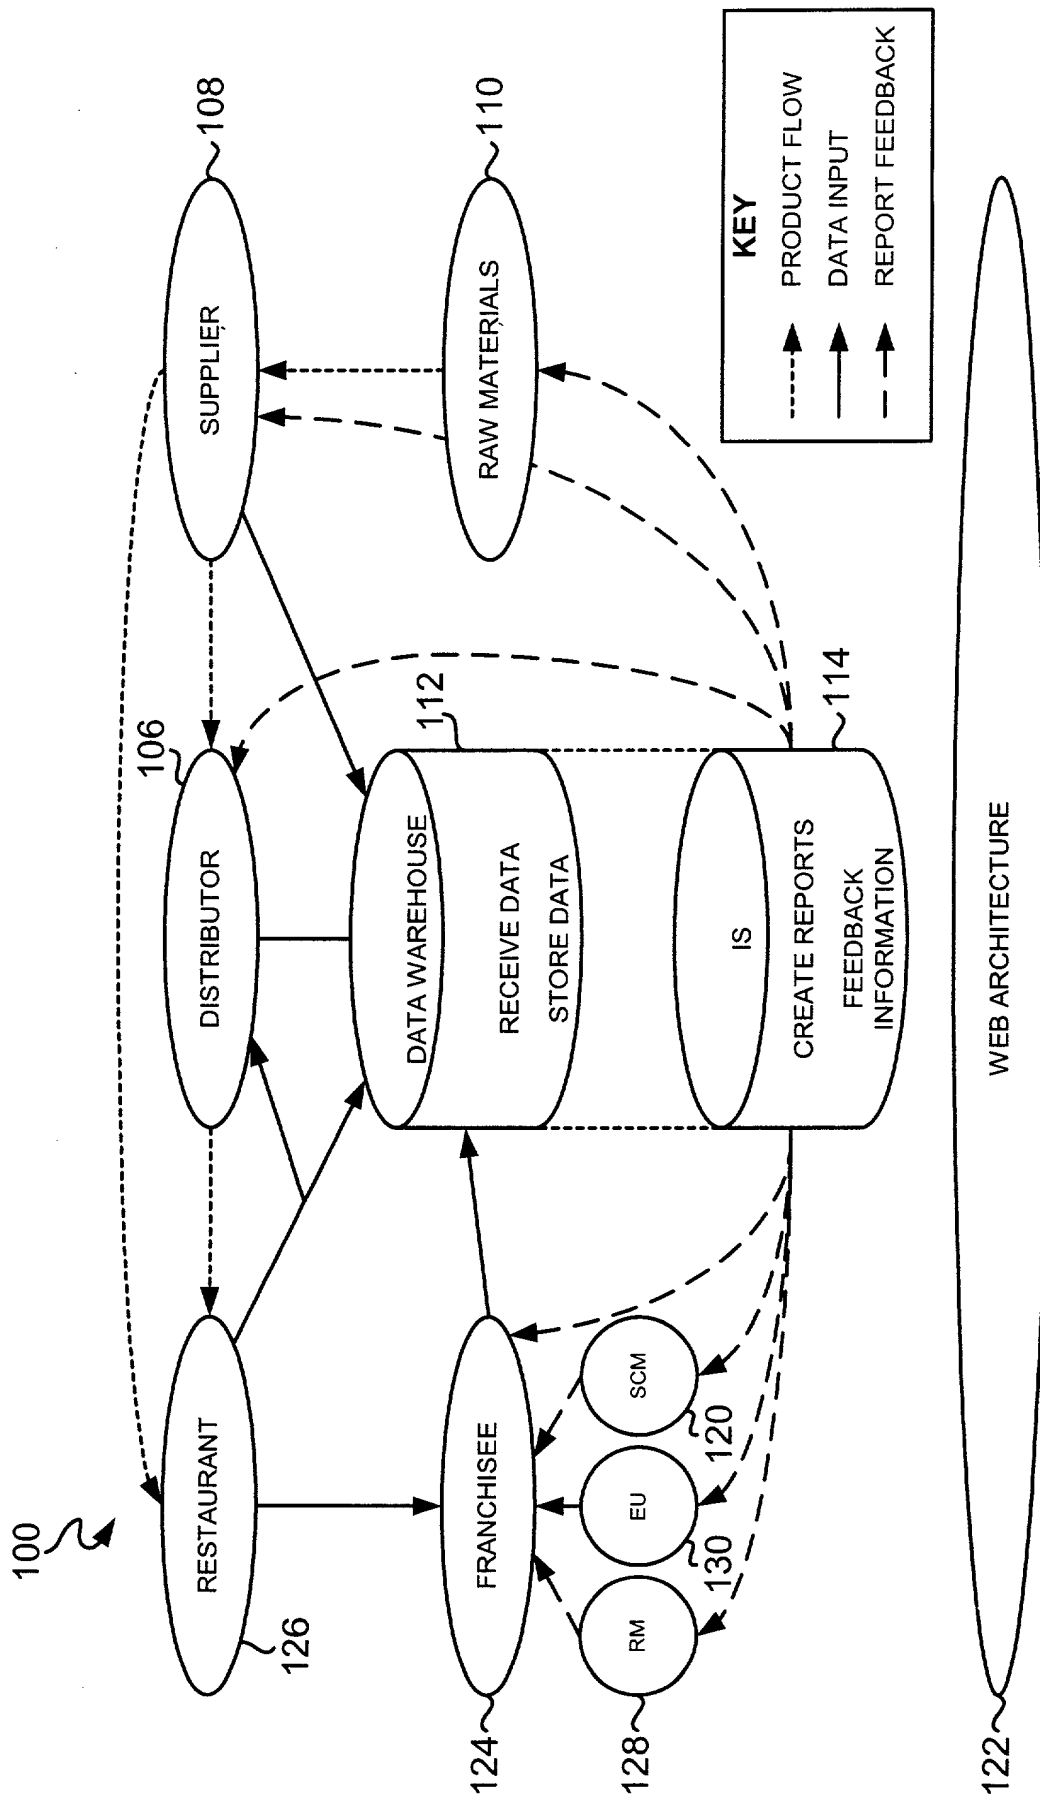 100
126
RESTAURANT
106
DISTRIBUTOR
108
SUPPLIER
124
FRANCHISEE
DATA WAREHOUSE
112
RECEIVE DATA
STORE DATA
RAW MATERIALS
110
128
RM
130
EU
120
SCM
IS
114
CREATE REPORTS
FEEDBACK
INFORMATION
KEY
PRODUCT FLOW
DATA INPUT
REPORT FEEDBACK
122
WEB ARCHITECTURE